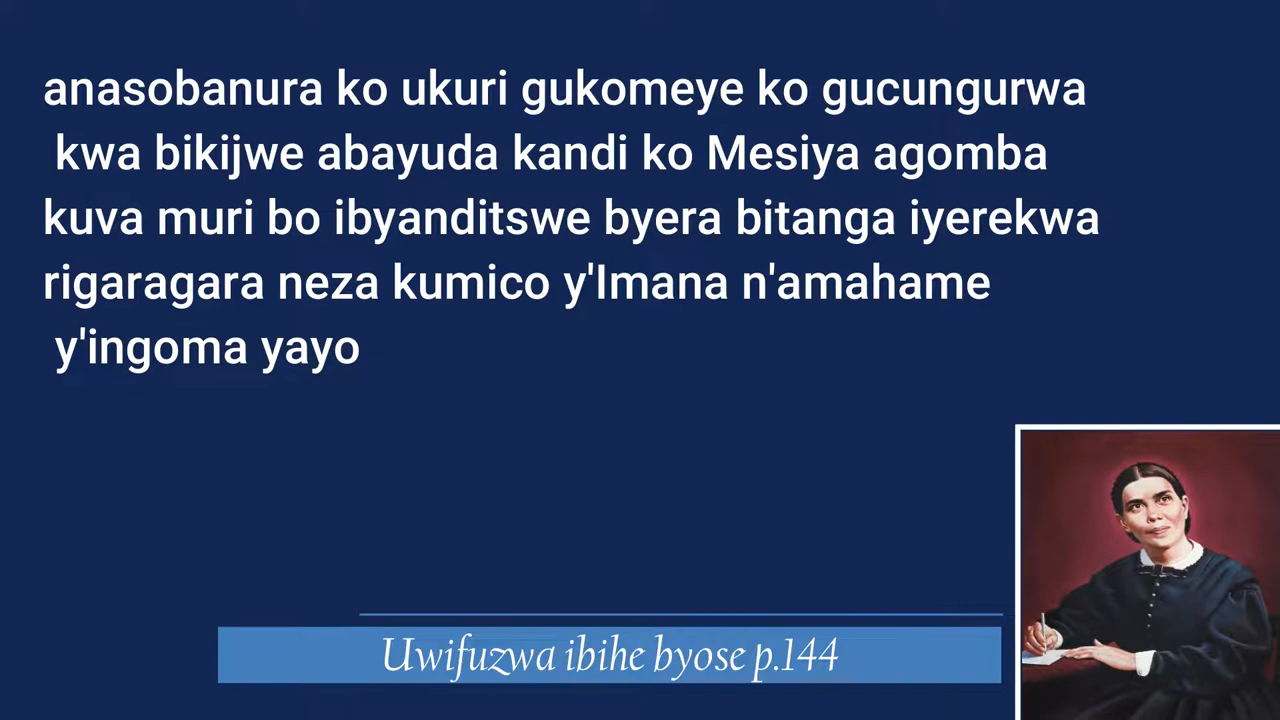 anasobanura ko ukuri gukomeye ko gucungurwa
kwa bikijwe abayuda kandi ko Mesiya agomba
kuva muri bo ibyanditswe byera bitanga iyerekwa
rigaragara neza kumico y'Imana n'amahame
y'ingoma yayo
Uwifuzwa ibihe byose p.144